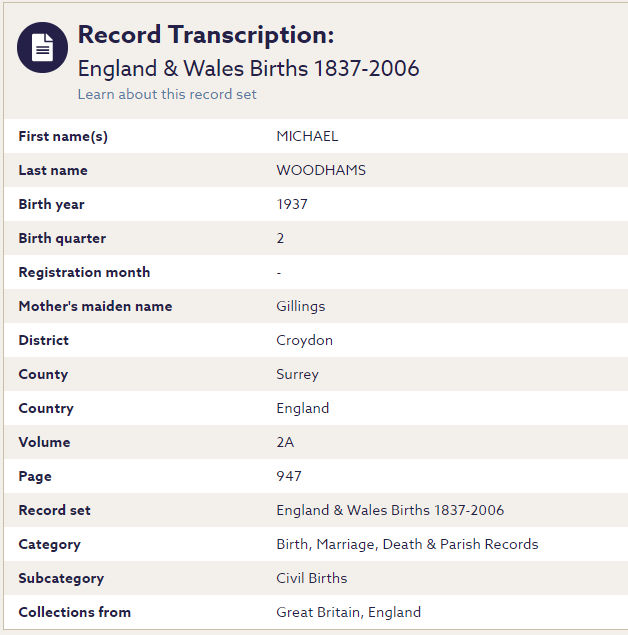 Record Transcription:
England & Wales Births 1837-2006
Learn about this record set
First name(s) MICHAEL
Last name WOODHAMS
Birth year 1937
Birth quarter 2
Registration month -
Mother's maiden name Gillings
District Croydon
County Surrey
Country England
Volume 2A
Page 947
Record set England & Wales Births 1837-2006
Category Birth, Marriage, Death & Parish Records
Subcategory Civil Births
Collections from Great Britain, England